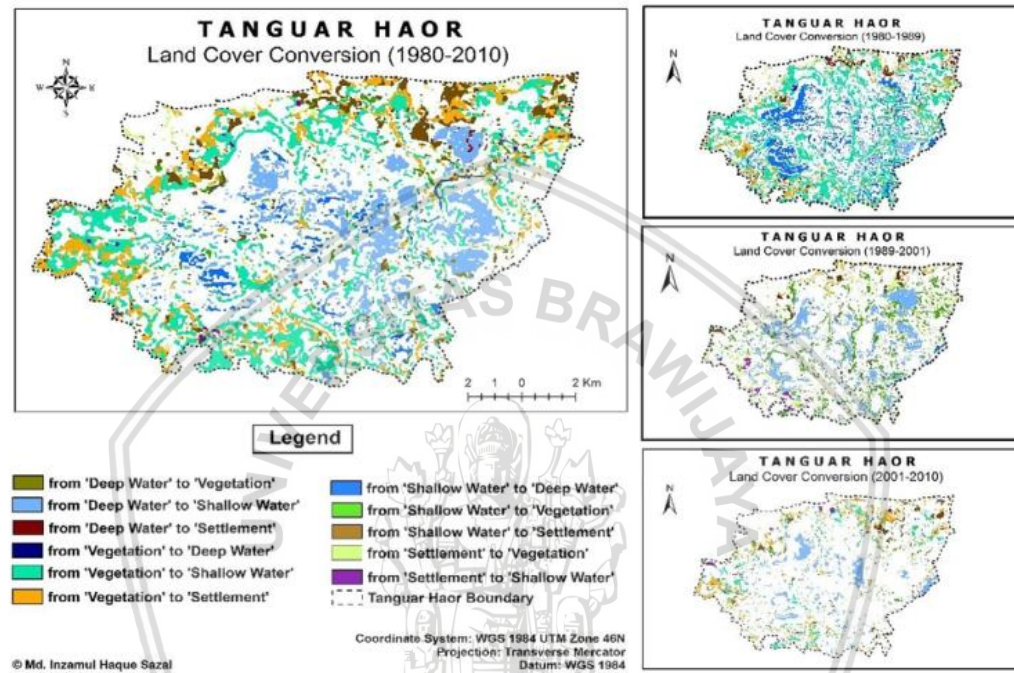 TANGUAR HAOR
Land Cover Conversion (1980-2010)
N
W
E
S
2 1 0 2 Km
TANGUAR HAOR
Land Cover Conversion (1980-1989)
N
TANGUAR HAOR
Land Cover Conversion (1989-2001)
N
TANGUAR HAOR
Land Cover Conversion (2001-2010)
N
Legend
from 'Deep Water' to 'Vegetation'
from 'Deep Water' to 'Shallow Water'
from 'Deep Water' to 'Settlement'
from 'Vegetation' to 'Deep Water'
from 'Vegetation' to 'Shallow Water'
from 'Vegetation' to 'Settlement'
from 'Shallow Water' to 'Deep Water'
from 'Shallow Water' to 'Vegetation'
from 'Shallow Water' to 'Settlement'
from 'Settlement' to 'Vegetation'
from 'Settlement' to 'Shallow Water'
Tanguar Haor Boundary
Coordinate System: WGS 1984 UTM Zone 46N
Projection: Transverse Mercator
Datum: WGS 1984
© Md. Inzamul Haque Sazal
UNIVERSITAS BRAWIJAYA